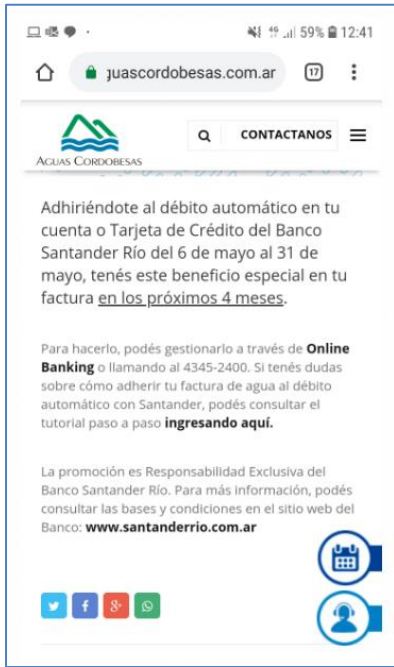 59% 12:41
guascordobesas.com.ar 17
AGUAS CORDOBESAS
CONTACTANOS
Adhiriéndote al débito automático en tu
cuenta o Tarjeta de Crédito del Banco
Santander Río del 6 de mayo al 31 de
mayo, tenés este beneficio especial en tu
factura en los próximos 4 meses.
Para hacerlo, podés gestionarlo a través de Online
Banking o llamando al 4345-2400. Si tenés dudas
sobre cómo adherir tu factura de agua al débito
automático con Santander, podés consultar el
tutorial paso a paso ingresando aquí.
La promoción es Responsabilidad Exclusiva del
Banco Santander Río. Para más información, podés
consultar las bases y condiciones en el sitio web del
Banco: www.santanderrio.com.ar